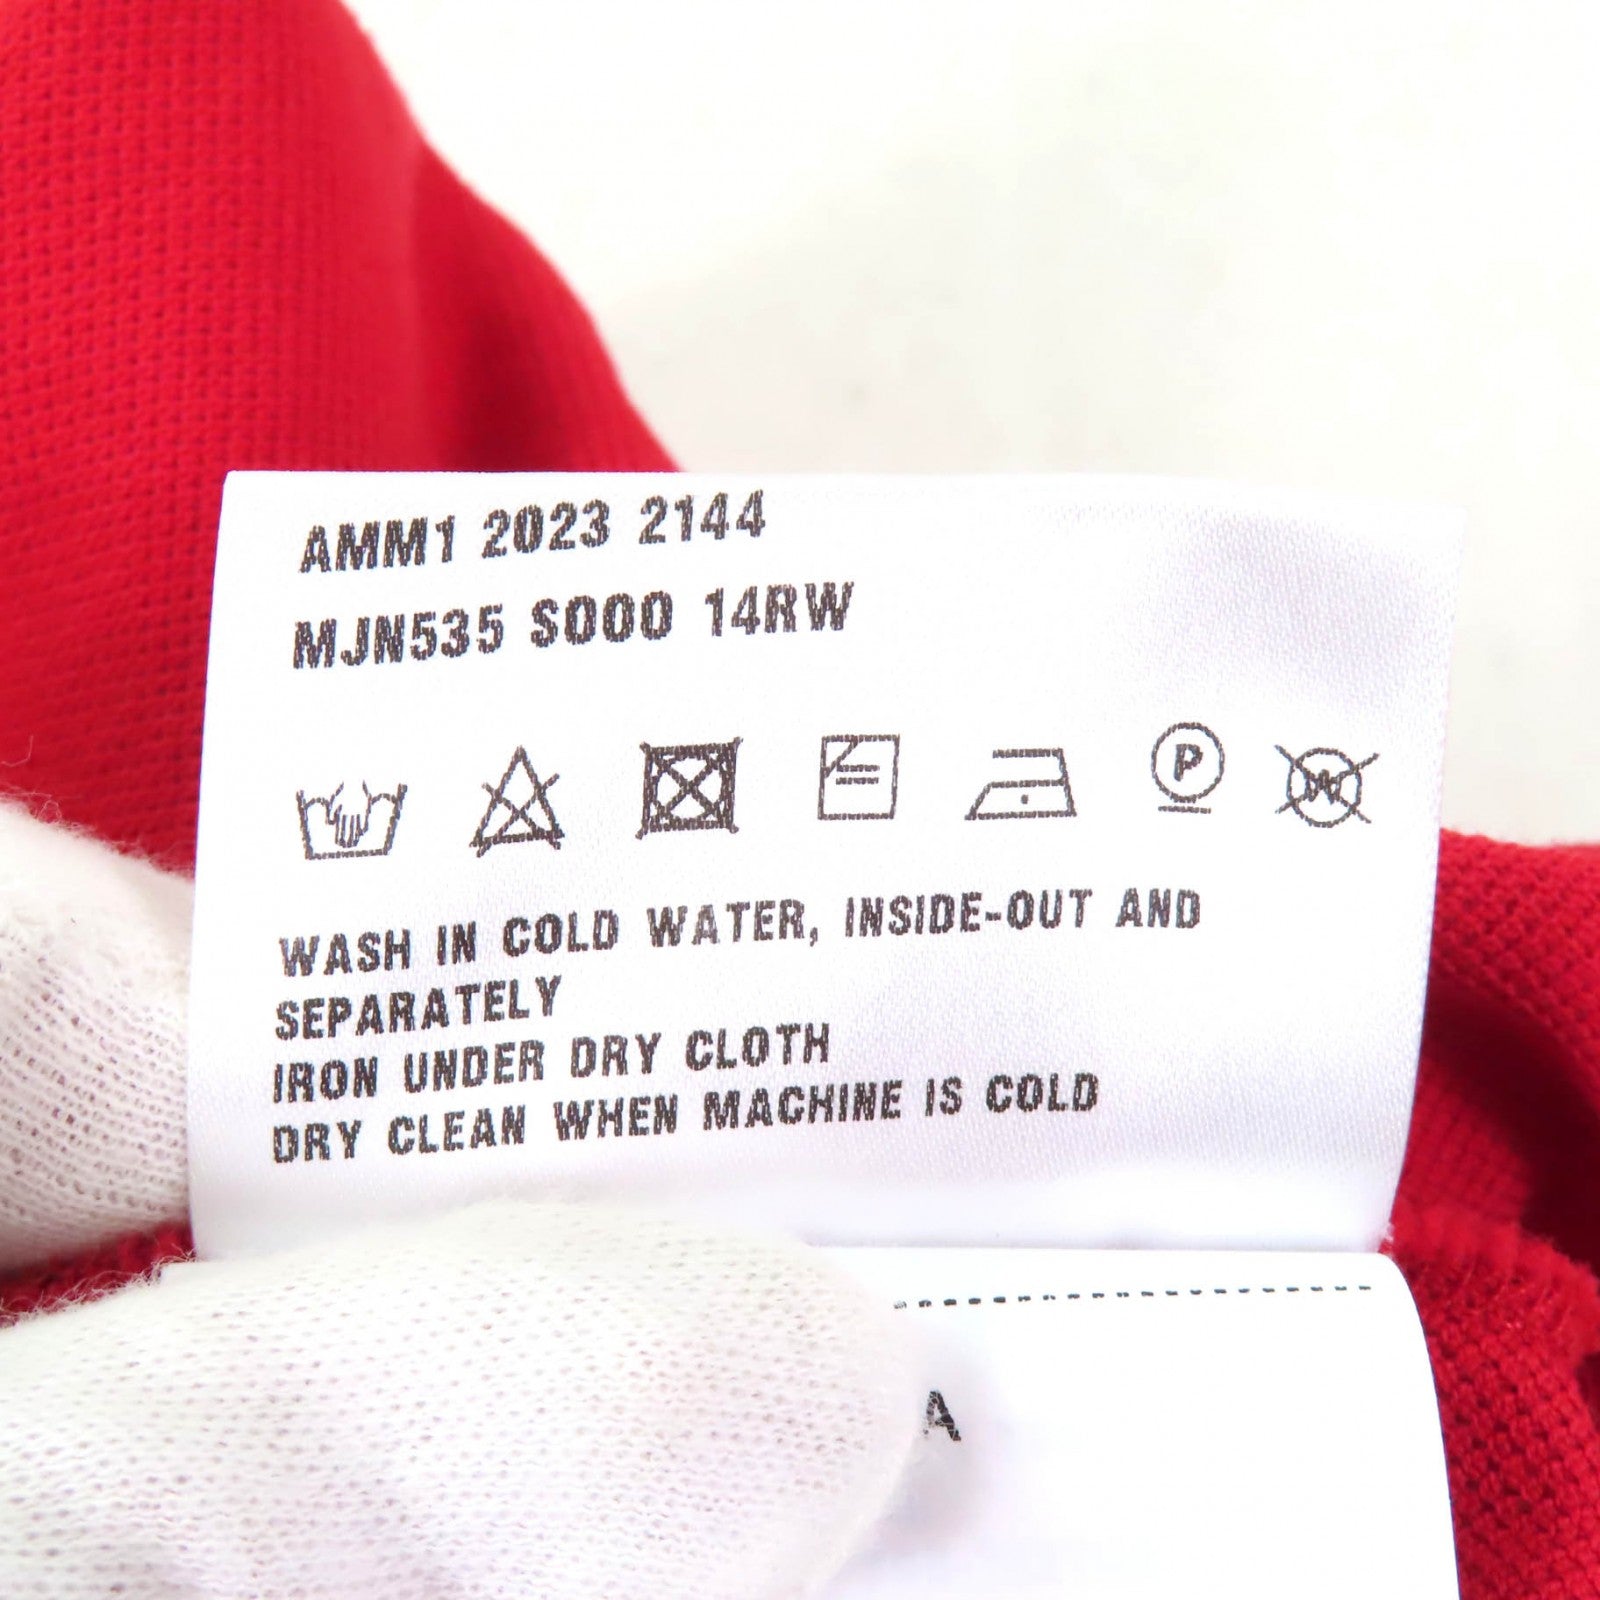 AMM1 2023 2144
MJN535 S000 14RW
P W
WASH IN COLD WATER, INSIDE-OUT AND
SEPARATELY
IRON UNDER DRY CLOTH
DRY CLEAN WHEN MACHINE IS COLD
A